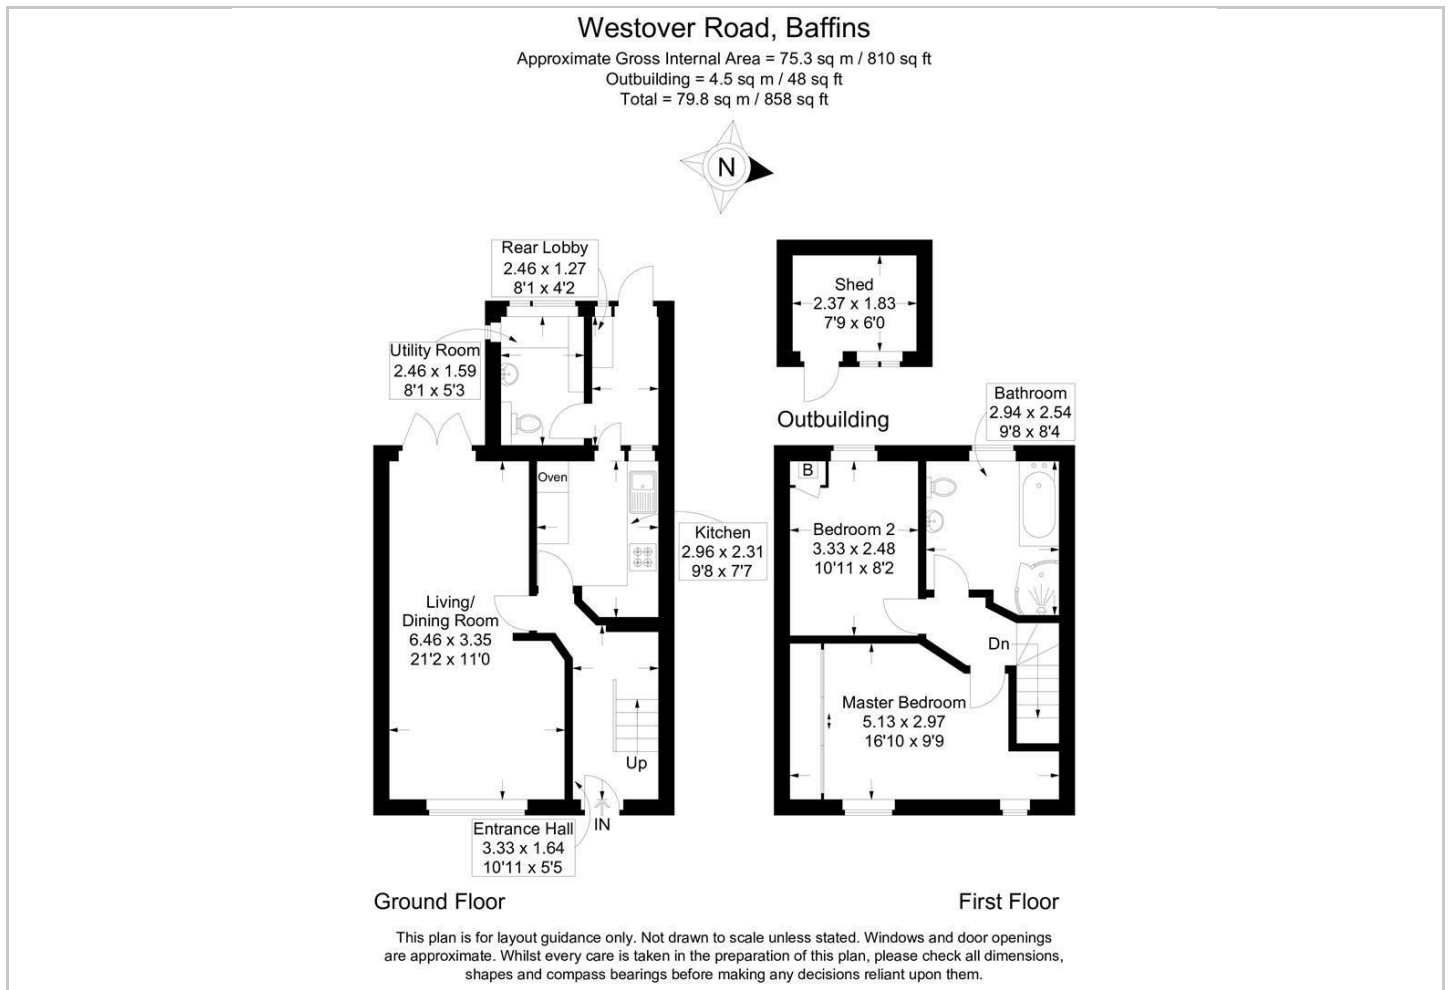 Westover Road, Baffins
Approximate Gross Internal Area = 75.3 sq m / 810 sq ft
Outbuilding = 4.5 sq m / 48 sq ft
Total = 79.8 sq m / 858 sq ft
N
Rear Lobby
2.46 x 1.27
8'1 x 4'2
Utility Room
2.46 x 1.59
8'1 x 5'3
Oven
Kitchen
2.96 x 2.31
9'8 x 7'7
Living/
Dining Room
6.46 x 3.35
21'2 x 11'0
Up
IN
Entrance Hall
3.33 x 1.64
10'11 x 5'5
Ground Floor
Shed
2.37 x 1.83
7'9 x 6'0
Outbuilding
Bathroom
2.94 x 2.54
9'8 x 8'4
B
Bedroom 2
3.33 x 2.48
10'11 x 8'2
Dn
Master Bedroom
5.13 x 2.97
16'10 x 9'9
First Floor
This plan is for layout guidance only. Not drawn to scale unless stated. Windows and door openings
are approximate. Whilst every care is taken in the preparation of this plan, please check all dimensions,
shapes and compass bearings before making any decisions reliant upon them.